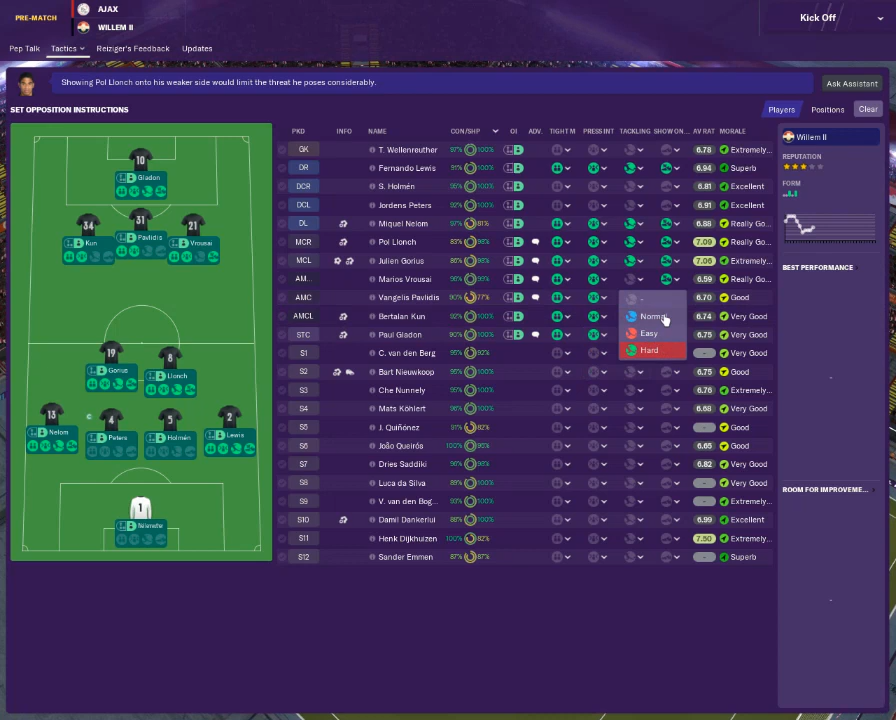 PRE-MATCH
AJAX
WILLEM II
Kick Off
Pep Talk Tactics Reiziger's Feedback Updates
Showing Pol Llonch onto his weaker side would limit the threat he poses considerably.
Ask Assistant
SET OPPOSITION INSTRUCTIONS
Players Positions Clear
10
Gladon
34 31 21
Kun Pavlidis Vrousai
19 8
Gorius Llonch
13 4 5 2
Nelom Peters Holmén Lewis
1
Wellenreuther
PKD INFO NAME CON/SHP OI ADV. TIGHT M PRESS INT TACKLING SHOW ON... AV RAT MORALE
GK T. Wellenreuther 97% 100% 6.78 Extremely...
DR Fernando Lewis 91% 100% 6.94 Superb
DCR S. Holmén 95% 100% 6.81 Excellent
DCL Jordens Peters 92% 100% 6.91 Excellent
DL Miquel Nelom 97% 81% 6.88 Really Go...
MCR Pol Llonch 83% 98% 7.09 Really Go...
MCL Julien Gorius 86% 98% 7.06 Extremely...
AM... Marios Vrousai 96% 93% 6.59 Really Go...
AMC Vangelis Pavlidis 90% 77% - 6.70 Good
AMCL Bertalan Kun 92% 100% Normal 6.74 Very Good
STC Paul Gladon 90% 100% Easy 6.75 Very Good
S1 C. van den Berg 95% 92% Hard - Very Good
S2 Bart Nieuwkoop 96% 100% 6.75 Good
S3 Che Nunnely 95% 100% 6.76 Extremely...
S4 Mats Köhlert 96% 100% 6.68 Very Good
S5 J. Quiñónez 81% 82% - Good
S6 João Queirós 100% 95% 6.65 Good
S7 Dries Saddiki 96% 98% 6.82 Very Good
S8 Luca da Silva 89% 100% - Very Good
S9 V. van den Bog... 93% 100% - Extremely...
S10 Damil Dankerlui 88% 100% 6.99 Excellent
S11 Henk Dijkhuizen 100% 82% 7.50 Extremely...
S12 Sander Emmen 87% 87% - Superb
Willem II
REPUTATION
FORM
BEST PERFORMANCE
-
ROOM FOR IMPROVEME...
-